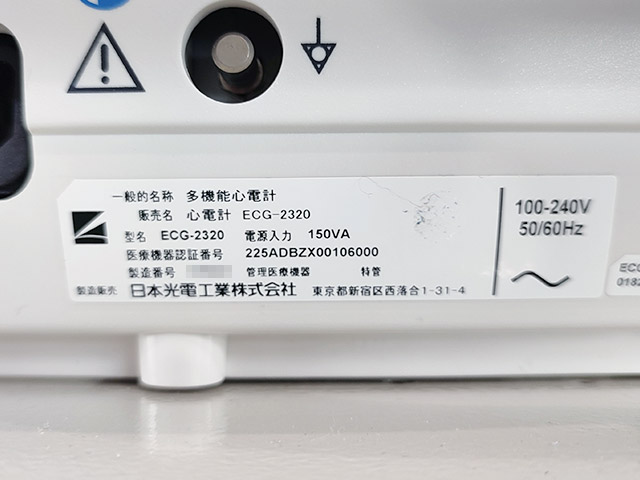 一般的名称 多機能心電計
販売名 心電計 ECG-2320
型名 ECG-2320 電源入力 150VA
医療機器認証番号 225ADBZX00106000
製造番号 管理医療機器 特管
製造販売 日本光電工業株式会社 東京都新宿区西落合1-31-4
100-240V
50/60Hz
ECG
0182